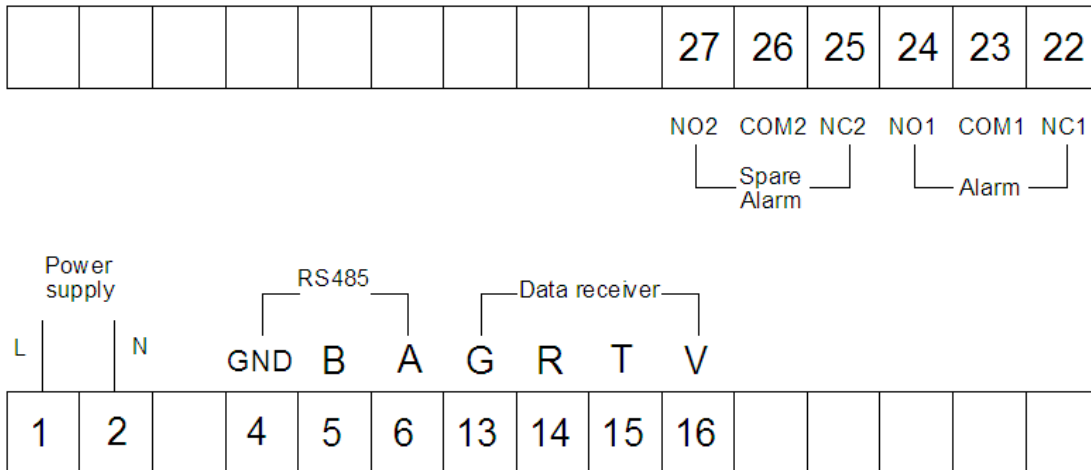 27 26 25 24 23 22
NO2 COM2 NC2 NO1 COM1 NC1
Spare
Alarm
Alarm
Power
supply
RS485
Data receiver
L N
GND B A G R T V
1 2 4 5 6 13 14 15 16